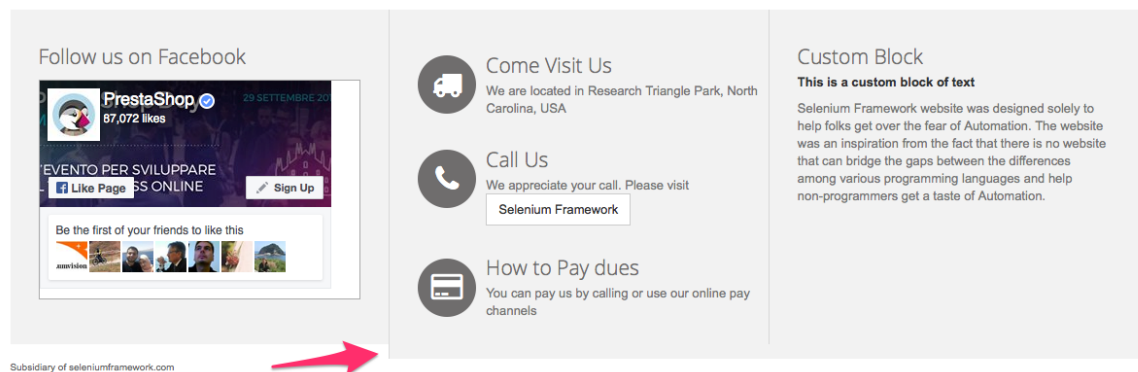 Follow us on Facebook
PrestaShop
29 SETTEMBRE 201
87,072 likes
'EVENTO PER SVILUPPARE
SS ONLINE
Like Page
Sign Up
Be the first of your friends to like this
.umvision
Come Visit Us
We are located in Research Triangle Park, North
Carolina, USA
Call Us
We appreciate your call. Please visit
Selenium Framework
How to Pay dues
You can pay us by calling or use our online pay
channels
Custom Block
This is a custom block of text
Selenium Framework website was designed solely to
help folks get over the fear of Automation. The website
was an inspiration from the fact that there is no website
that can bridge the gaps between the differences
among various programming languages and help
non-programmers get a taste of Automation.
Subsidiary of seleniumframework.com